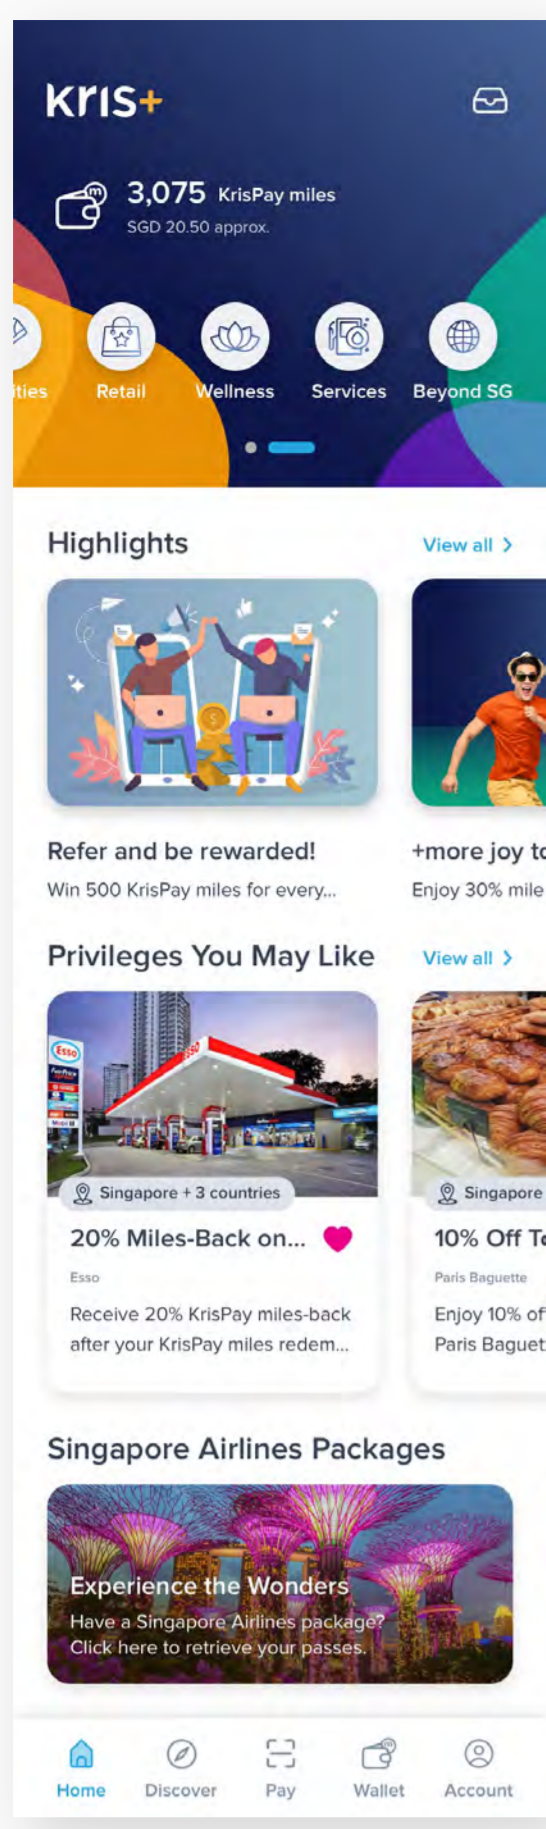 kris+
3,075 KrisPay miles
SGD 20.50 approx.
ities
Retail
Wellness
Services
Beyond SG
Highlights
View all
Refer and be rewarded!
Win 500 KrisPay miles for every...
+more joy to
Enjoy 30% mile
Privileges You May Like
View all
Esso
FairPrice
Mobil
ESSO
Singapore + 3 countries
20% Miles-Back on...
Esso
Receive 20% KrisPay miles-back
after your KrisPay miles redem...
Singapore
10% Off To
Paris Baguette
Enjoy 10% of
Paris Baguet
Singapore Airlines Packages
Experience the Wonders
Have a Singapore Airlines package?
Click here to retrieve your passes.
Home
Discover
Pay
Wallet
Account